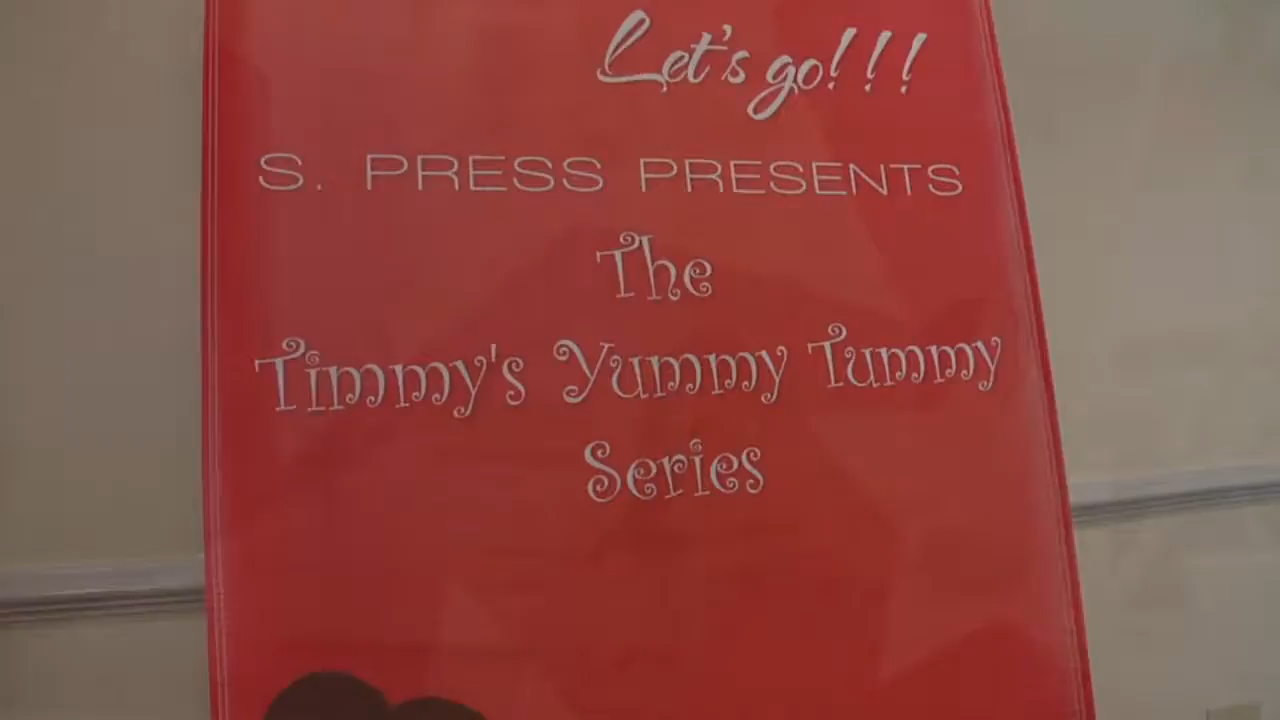 Let's go!!!
S. PRESS PRESENTS
The
Timmy's Yummy Tummy
Series